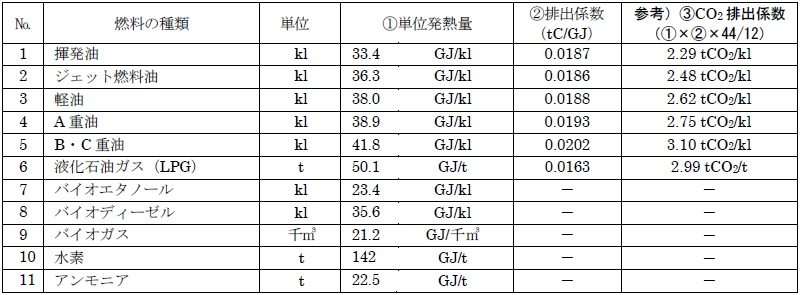 No. 燃料の種類 単位 ①単位発熱量 ②排出係数 (tC/GJ) 参考）③CO2 排出係数 (①×②×44/12)
1 揮発油 kl 33.4 GJ/kl 0.0187 2.29 tCO2/kl
2 ジェット燃料油 kl 36.3 GJ/kl 0.0186 2.48 tCO2/kl
3 軽油 kl 38.0 GJ/kl 0.0188 2.62 tCO2/kl
4 A 重油 kl 38.9 GJ/kl 0.0193 2.75 tCO2/kl
5 B・C 重油 kl 41.8 GJ/kl 0.0202 3.10 tCO2/kl
6 液化石油ガス（LPG） t 50.1 GJ/t 0.0163 2.99 tCO2/t
7 バイオエタノール kl 23.4 GJ/kl － －
8 バイオディーゼル kl 35.6 GJ/kl － －
9 バイオガス 千㎥ 21.2 GJ/千㎥ － －
10 水素 t 142 GJ/t － －
11 アンモニア t 22.5 GJ/t － －